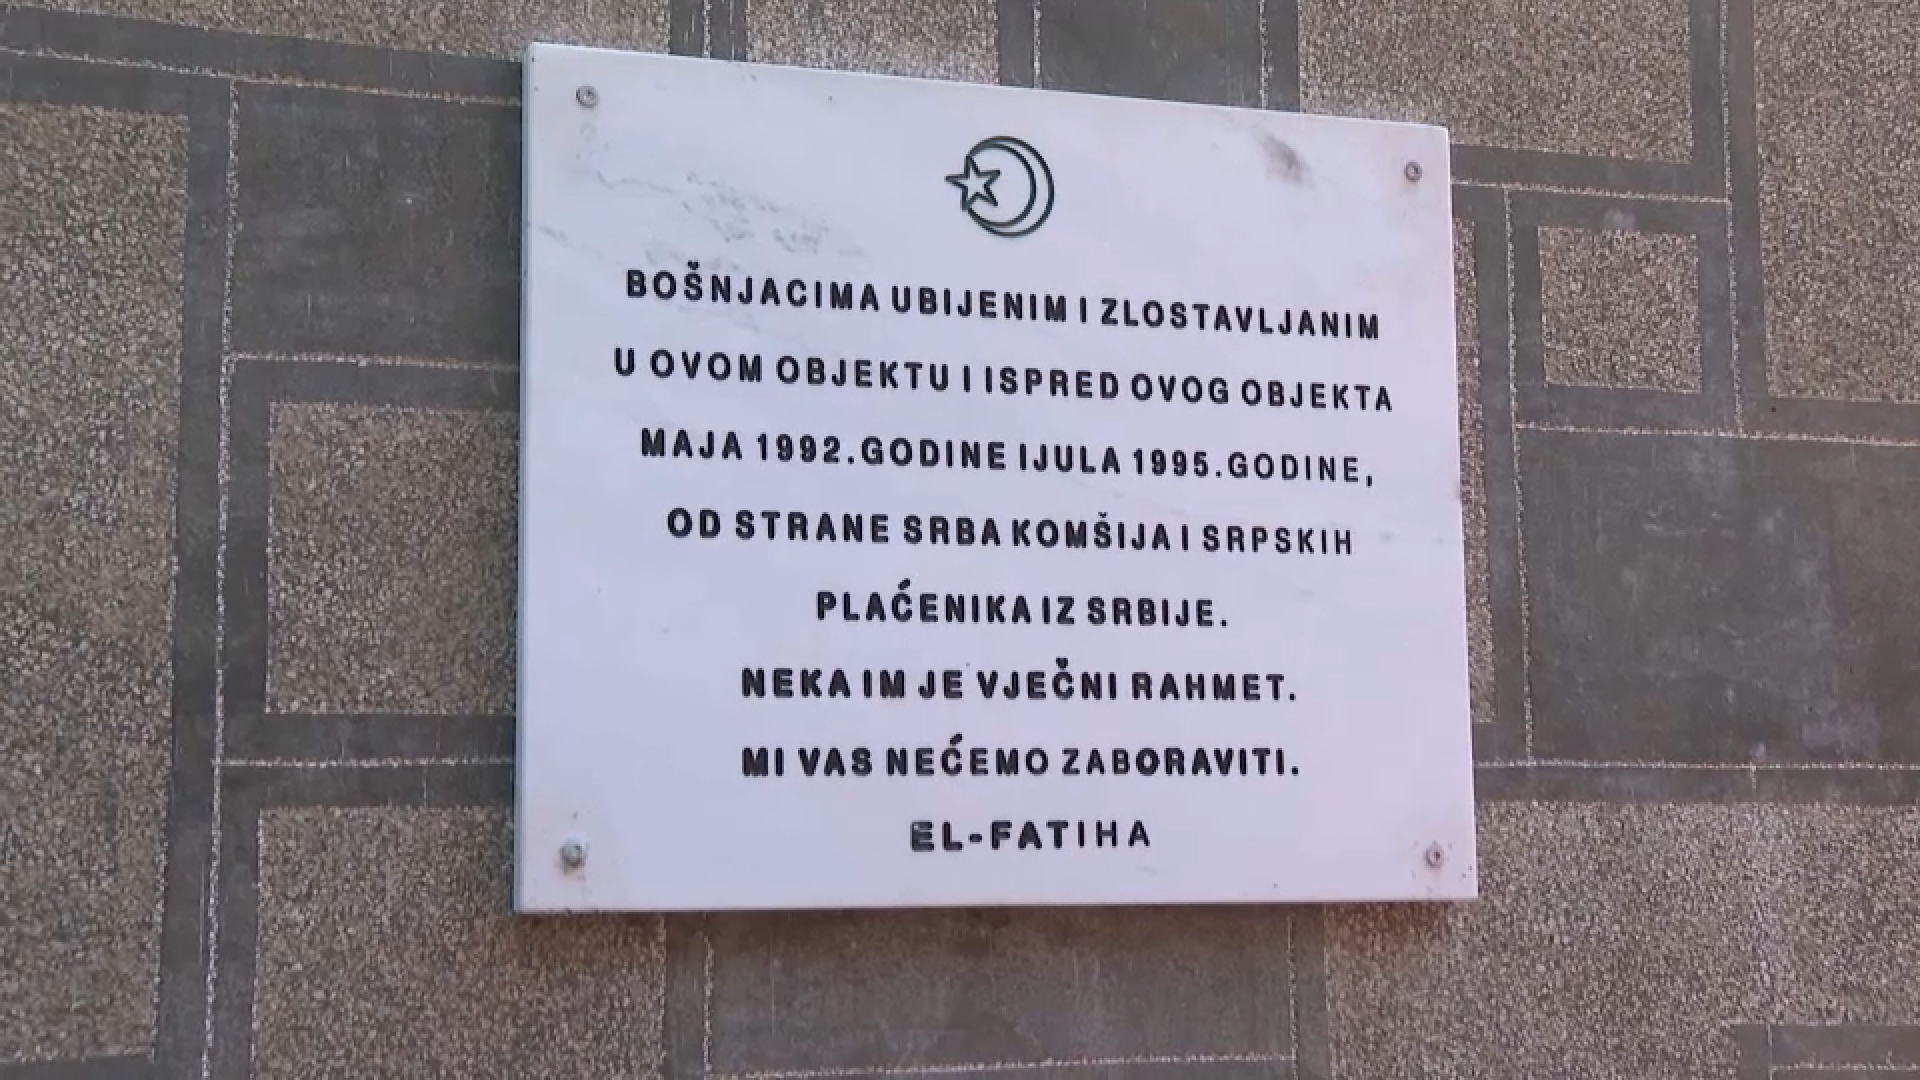 BOŠNJACIMA UBIJENIM I ZLOSTAVLJANIM
U OVOM OBJEKTU I ISPRED OVOG OBJEKTA
MAJA 1992.GODINE I JULA 1995.GODINE,
OD STRANE SRBA KOMŠIJA I SRPSKIH
PLAĆENIKA IZ SRBIJE.
NEKA IM JE VJEČNI RAHMET.
MI VAS NEĆEMO ZABORAVITI.
EL-FATIHA